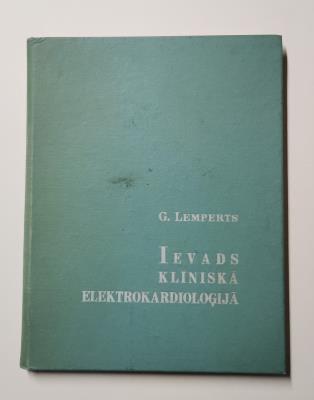 G. Lemperts
Ievads
klīniskā
elektrokardioloģijā